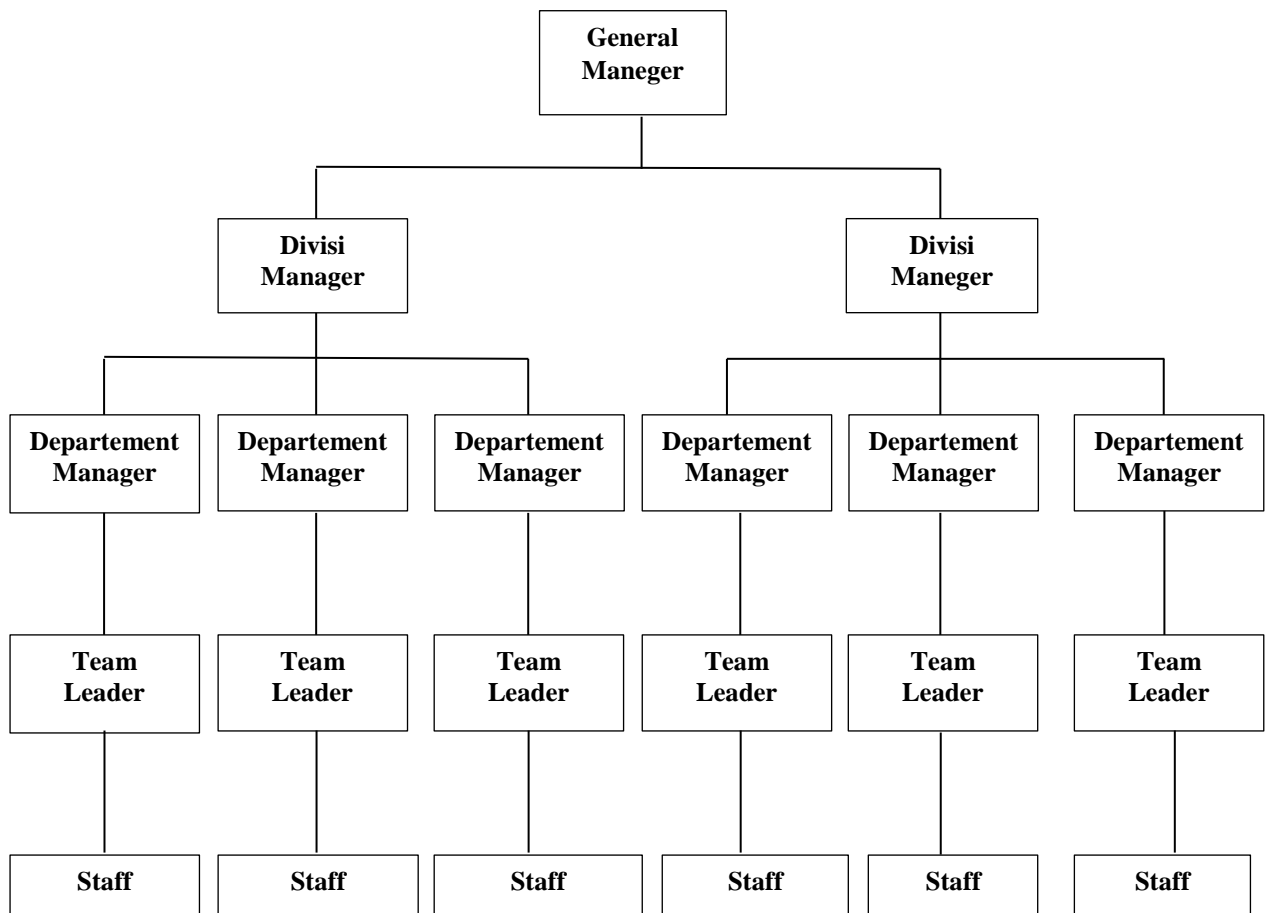 General
Maneger
Divisi
Manager
Divisi
Maneger
Departement
Manager
Departement
Manager
Departement
Manager
Departement
Manager
Departement
Manager
Departement
Manager
Team
Leader
Team
Leader
Team
Leader
Team
Leader
Team
Leader
Team
Leader
Staff
Staff
Staff
Staff
Staff
Staff